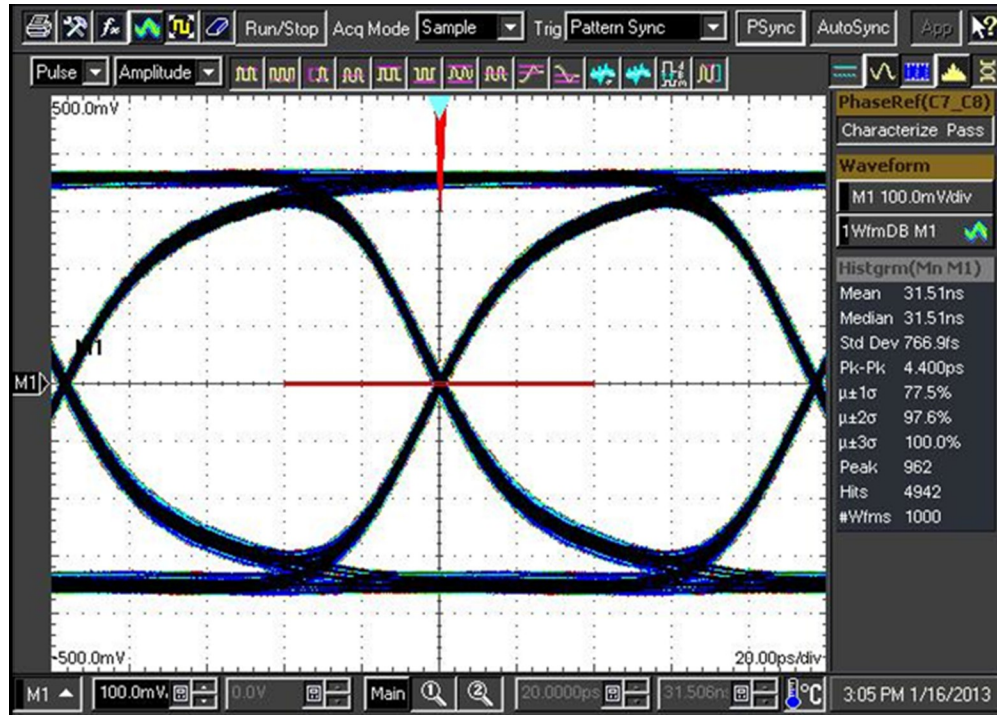 Run/Stop Acq Mode Sample Trig Pattern Sync PSync AutoSync App
Pulse Amplitude
500.0mV
PhaseRef(C7_C8)
Characterize Pass
Waveform
M1 100.0mV/div
1WfmDB M1
Histgrm(Mn M1)
Mean 31.51ns
Median 31.51ns
Std Dev 766.9fs
Pk-Pk 4.400ps
µ±1σ 77.5%
µ±2σ 97.6%
µ±3σ 100.0%
Peak 962
Hits 4942
#Wfms 1000
M1
M1
-500.0mV 20.00ps/div
M1 100.0mV 0.0V Main 1 2 20.0000ps 31.506n °C 3:05 PM 1/16/2013